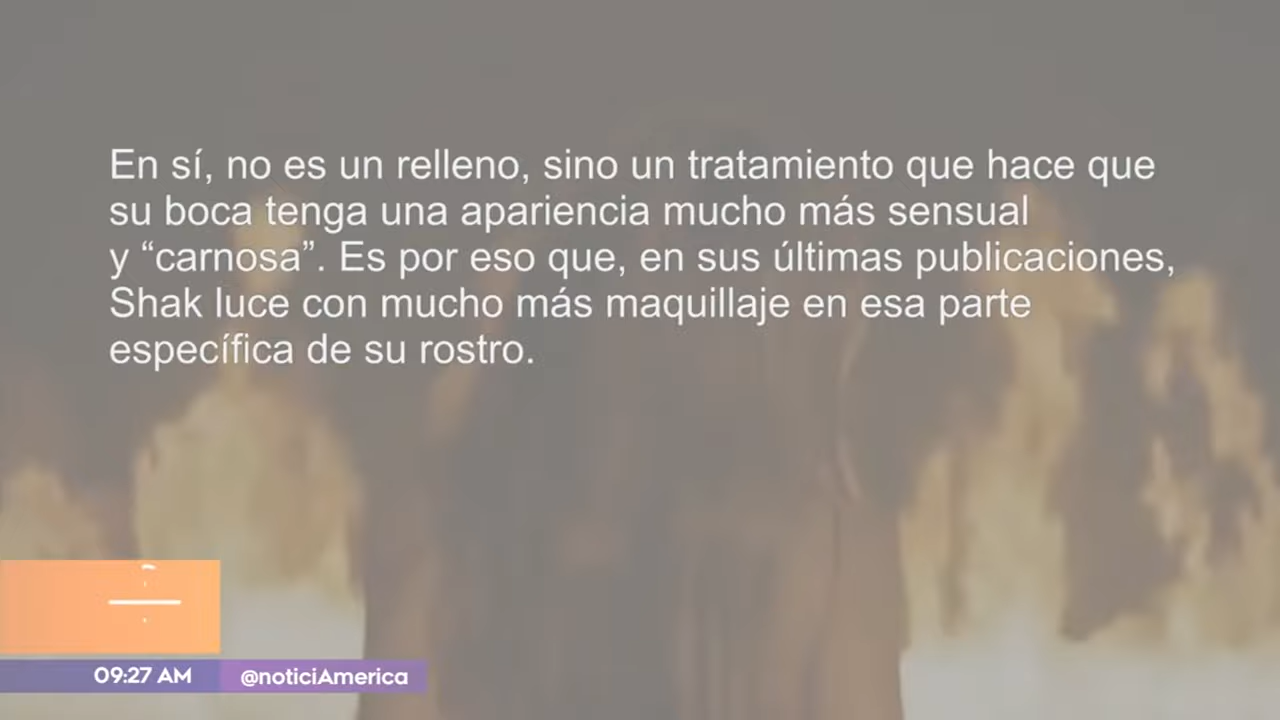 En sí, no es un relleno, sino un tratamiento que hace que
su boca tenga una apariencia mucho más sensual
y “carnosa”. Es por eso que, en sus últimas publicaciones,
Shak luce con mucho más maquillaje en esa parte
específica de su rostro.
09:27 AM
@noticiAmerica